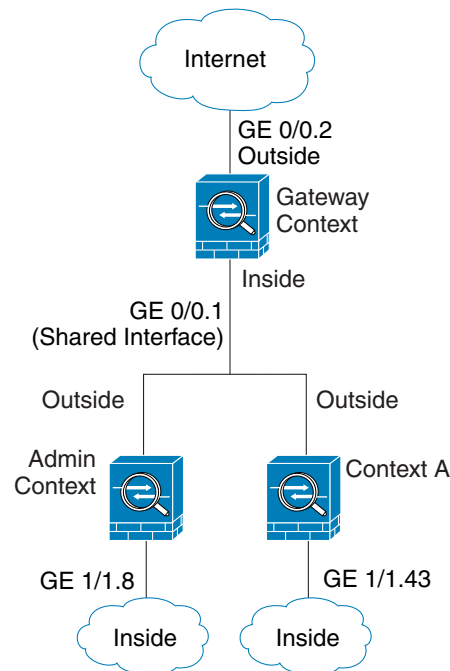 Internet
GE 0/0.2
Outside
Gateway
Context
Inside
GE 0/0.1
(Shared Interface)
Outside
Outside
Admin
Context
Context A
GE 1/1.8
GE 1/1.43
Inside
Inside